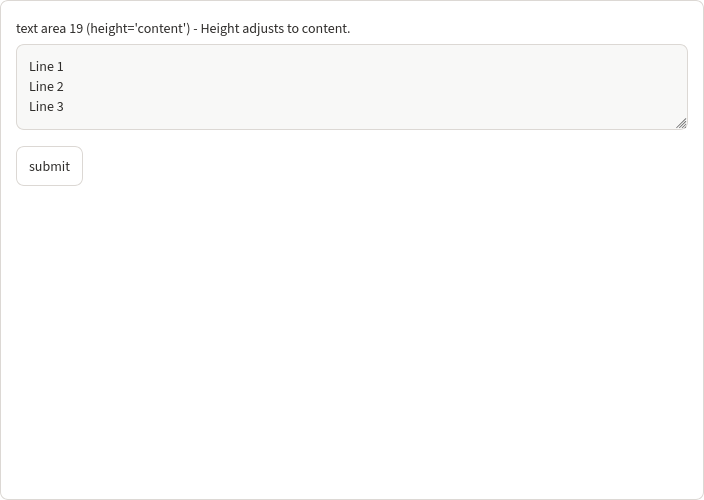 text area 19 (height='content') - Height adjusts to content.
Line 1
Line 2
Line 3
submit